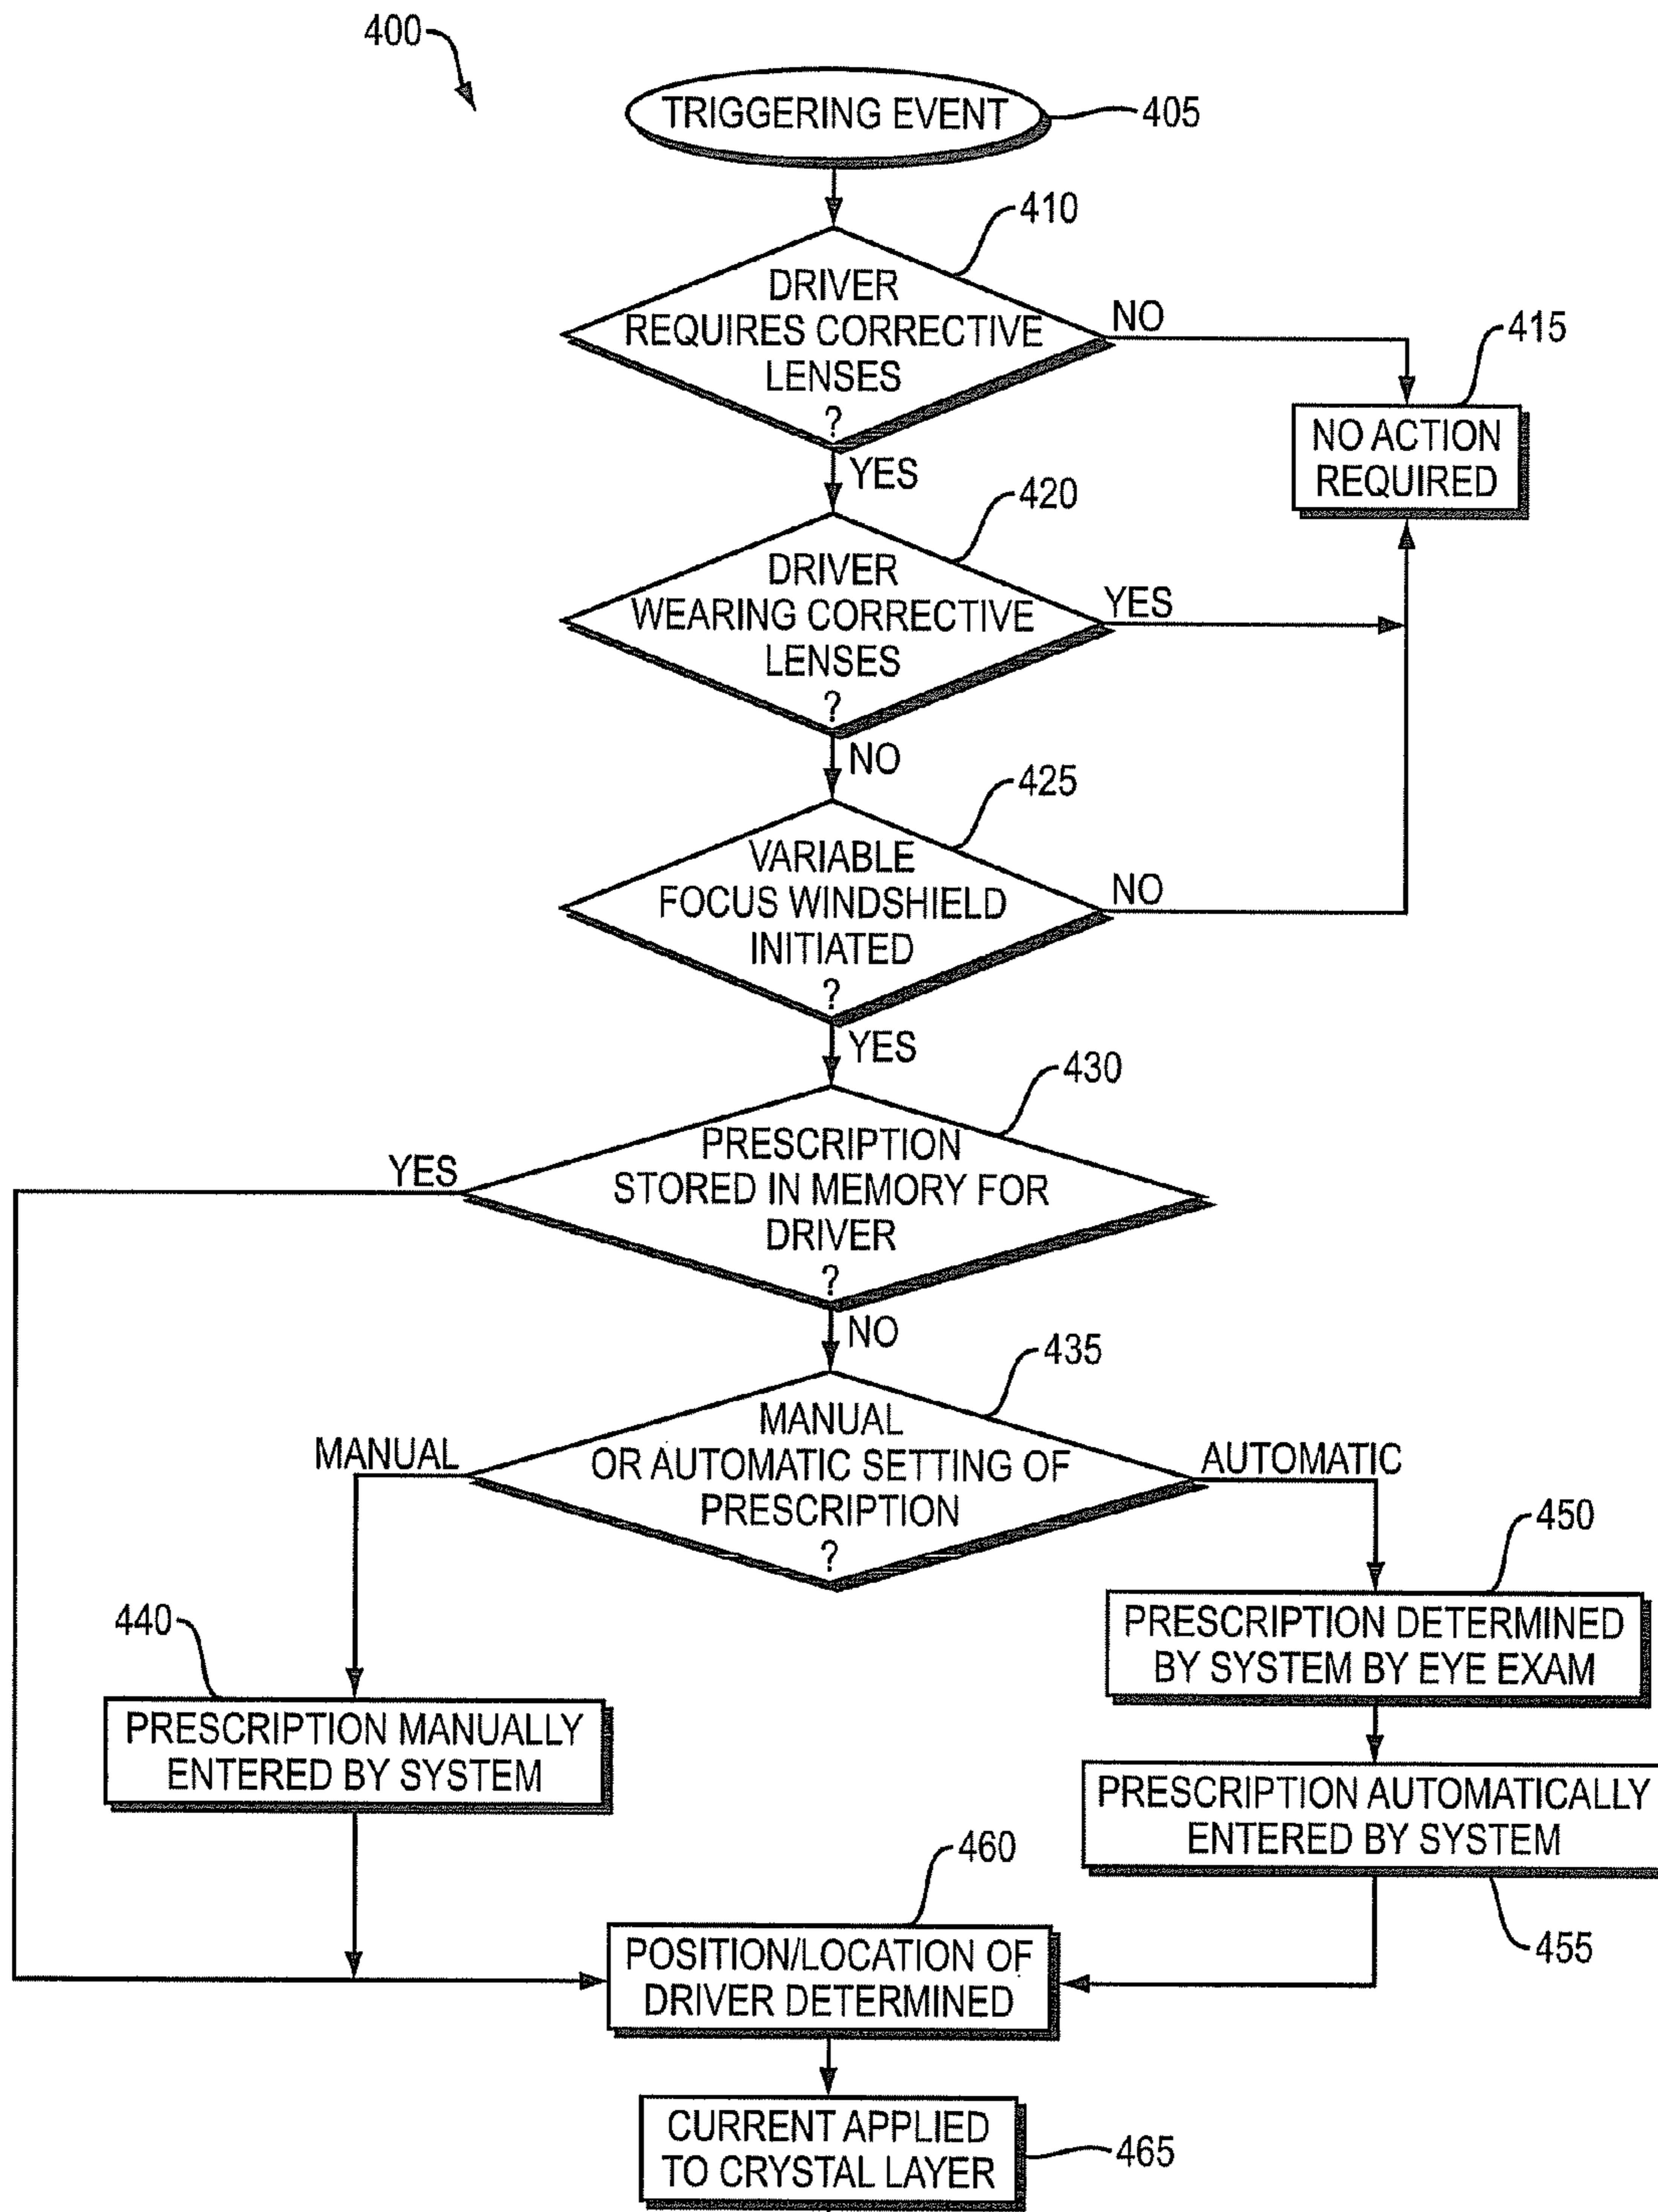 400
TRIGGERING EVENT
405
410
DRIVER
REQUIRES CORRECTIVE
LENSES
?
NO
415
NO ACTION
REQUIRED
YES
420
DRIVER
WEARING CORRECTIVE
LENSES
?
YES
NO
425
VARIABLE
FOCUS WINDSHIELD
INITIATED
?
NO
YES
430
PRESCRIPTION
STORED IN MEMORY FOR
DRIVER
?
YES
NO
435
MANUAL
OR AUTOMATIC SETTING OF
PRESCRIPTION
?
MANUAL
AUTOMATIC
450
PRESCRIPTION DETERMINED
BY SYSTEM BY EYE EXAM
440
PRESCRIPTION MANUALLY
ENTERED BY SYSTEM
PRESCRIPTION AUTOMATICALLY
ENTERED BY SYSTEM
455
460
POSITION/LOCATION OF
DRIVER DETERMINED
CURRENT APPLIED
TO CRYSTAL LAYER
465